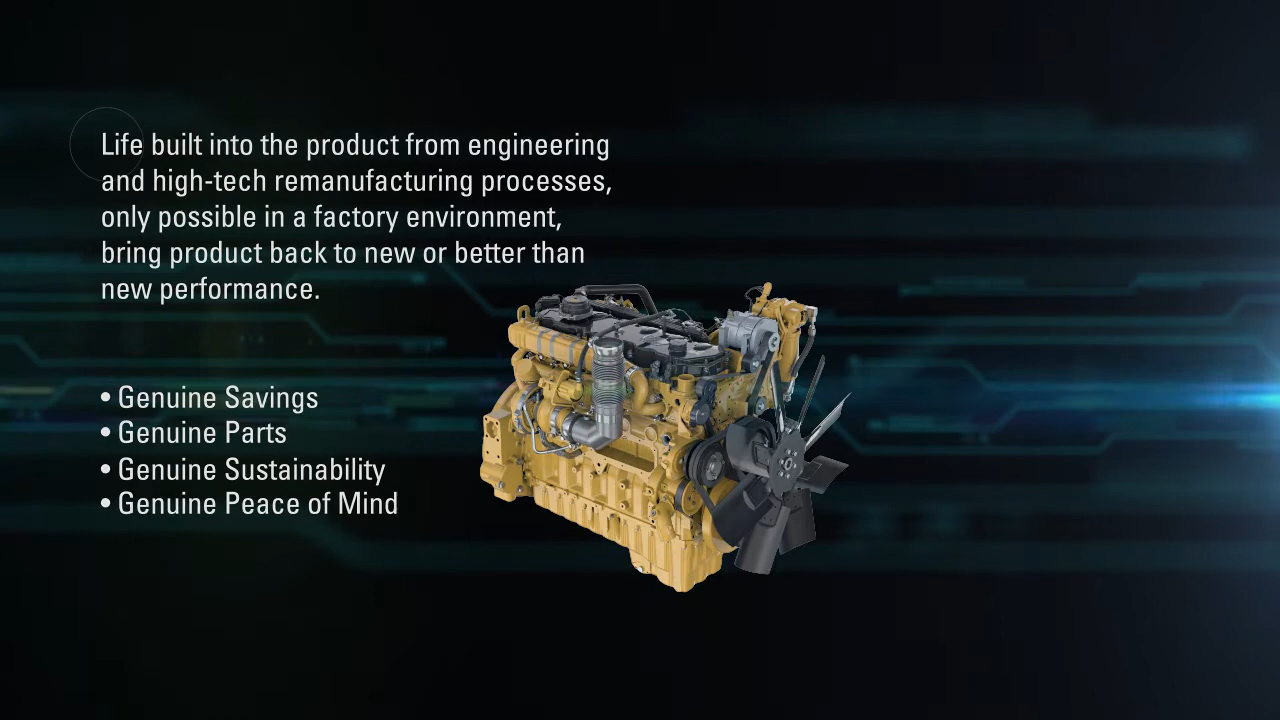 Life built into the product from engineering
and high-tech remanufacturing processes,
only possible in a factory environment,
bring product back to new or better than
new performance.
• Genuine Savings
• Genuine Parts
• Genuine Sustainability
• Genuine Peace of Mind